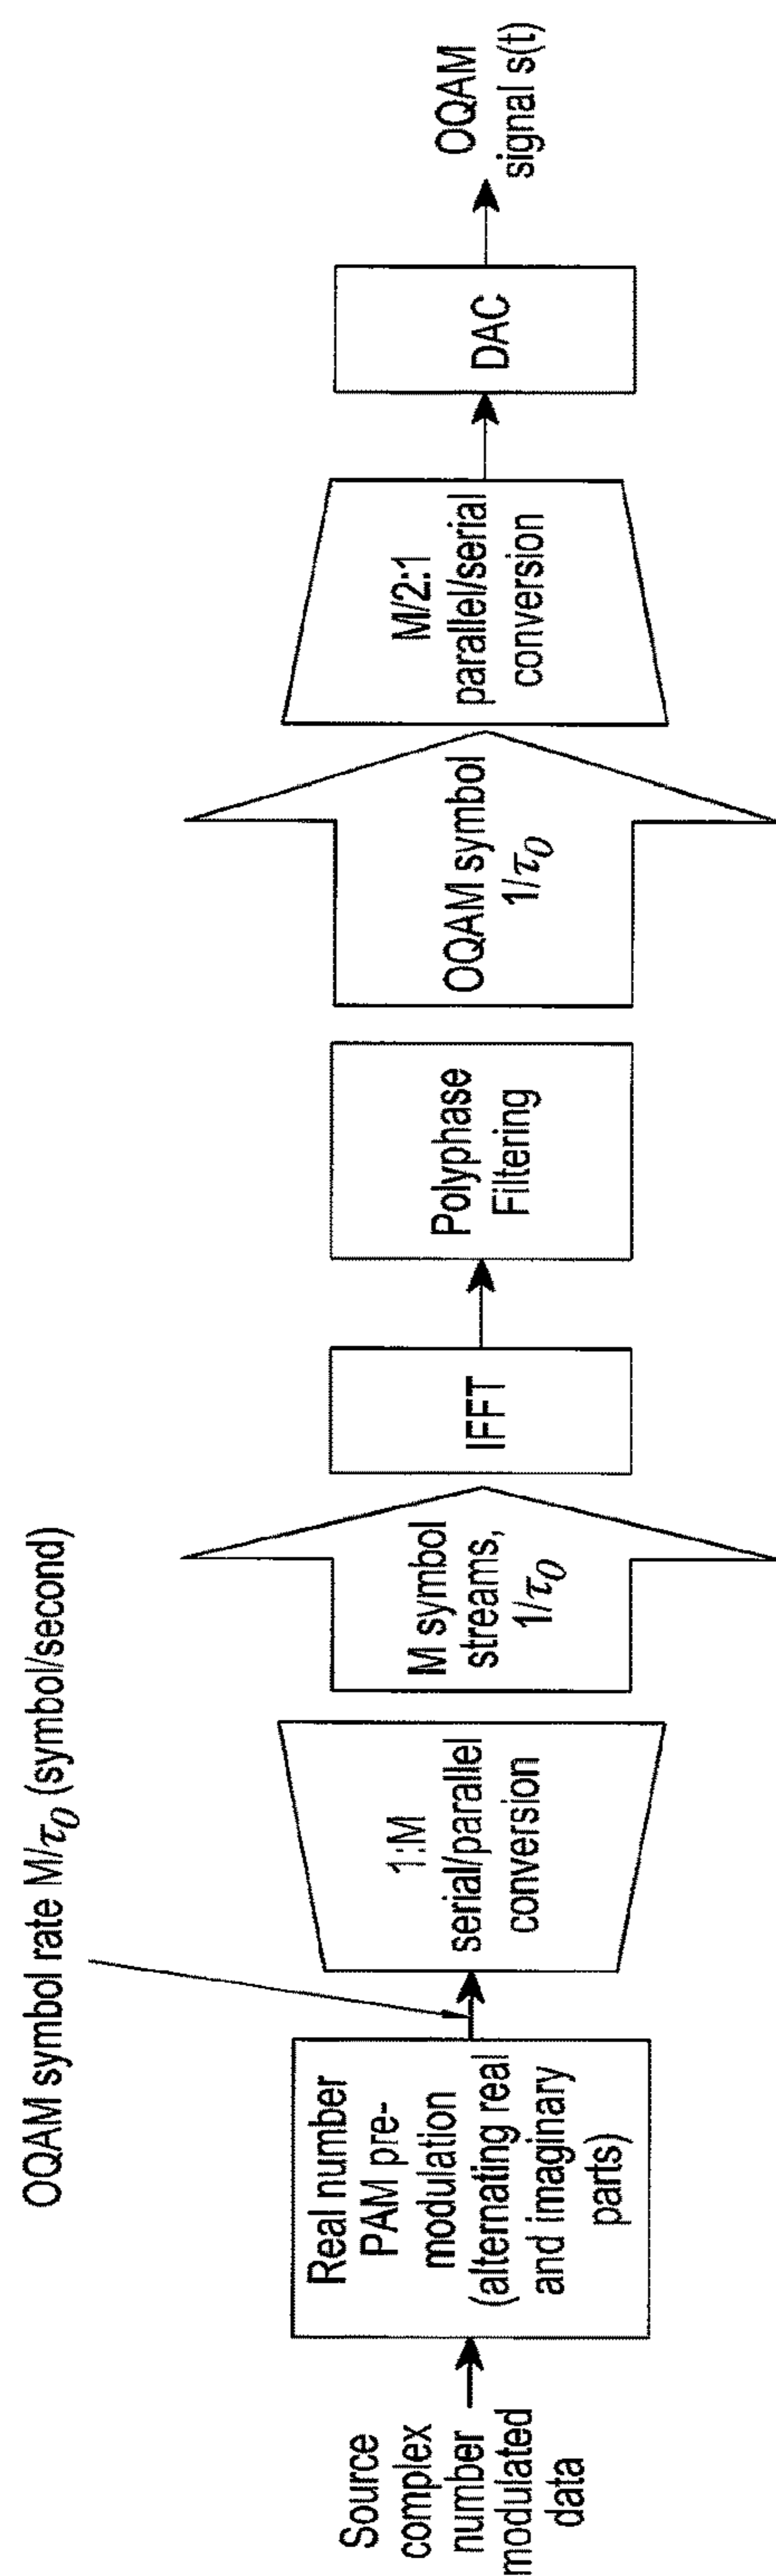 OQAM symbol rate M/τ0 (symbol/second)
Source
complex
number
modulated
data
Real number
PAM pre-
modulation
(alternating real
and imaginary
parts)
1:M
serial/parallel
conversion
M symbol
streams,
1/τ0
IFFT
Polyphase
Filtering
OQAM symbol
1/τ0
M/2:1
parallel/serial
conversion
DAC
OQAM
signal s(t)